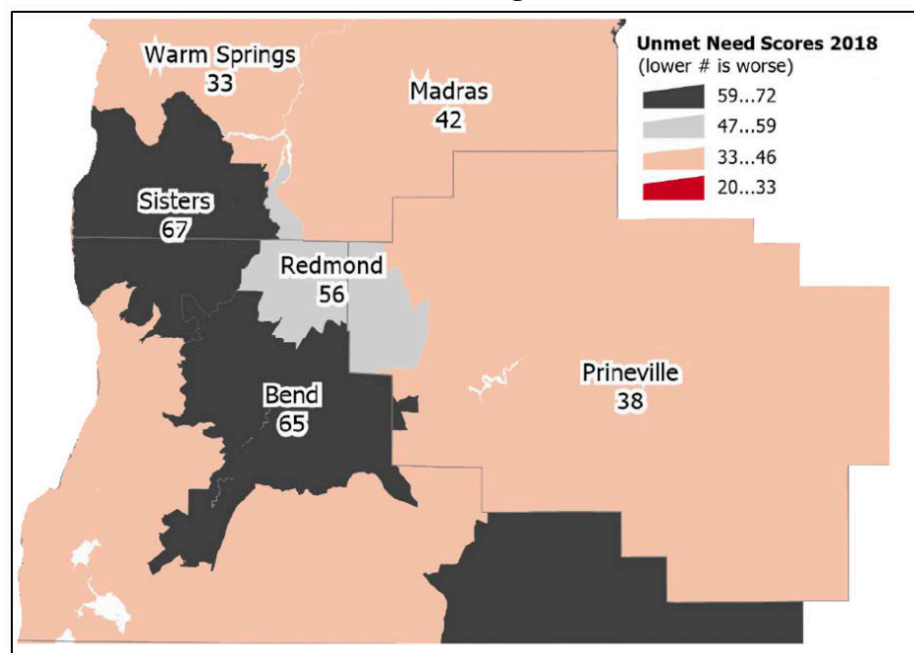 Unmet Need Scores 2018
(lower # is worse)
59...72
47...59
33...46
20...33
Warm Springs
33
Madras
42
Sisters
67
Redmond
56
Bend
65
Prineville
38